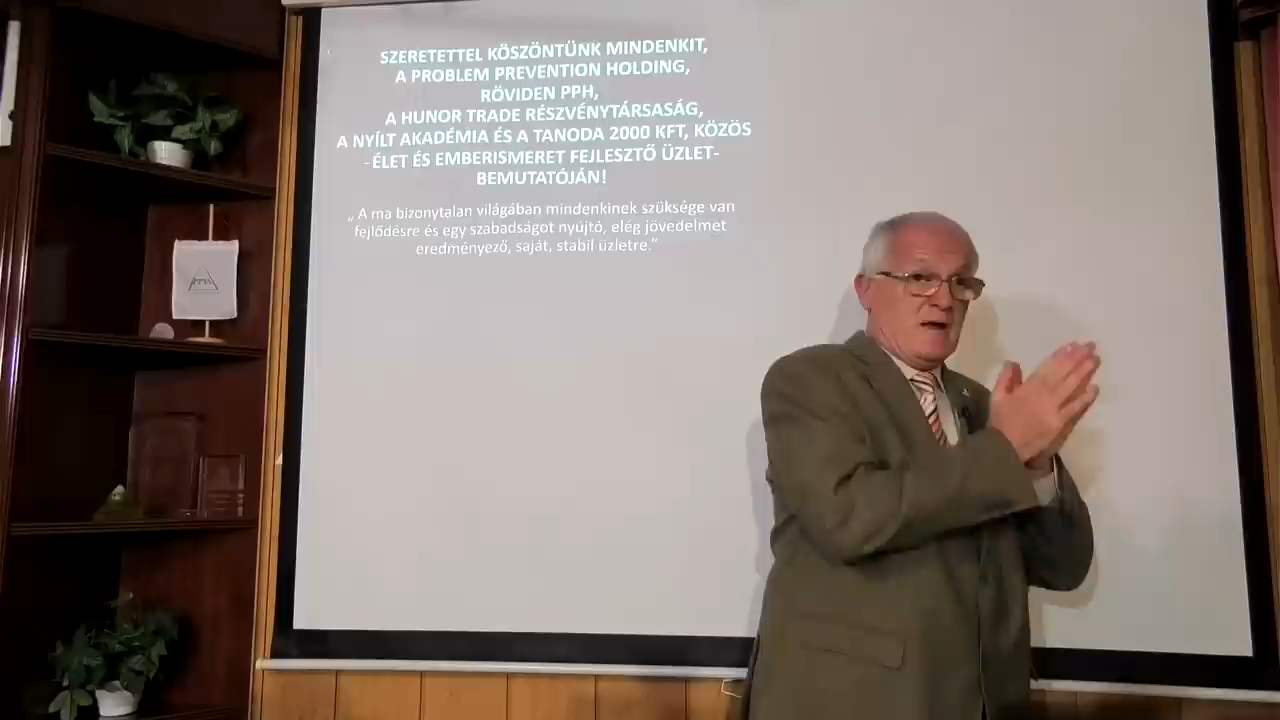 SZERETETTEL KÖSZÖNTÜNK MINDENKIT,
A PROBLEM PREVENTION HOLDING,
RÖVIDEN PPH,
A HUNOR TRADE RÉSZVÉNYTÁRSASÁG,
A NYÍLT AKADÉMIA ÉS A TANODA 2000 KFT, KÖZÖS
-ÉLET ÉS EMBERISMERET FEJLESZTŐ ÜZLET-
BEMUTATÓJÁN!
„ A ma bizonytalan világában mindenkinek szüksége van
fejlődésre és egy szabadságot nyújtó, elég jövedelmet
eredményező, saját, stabil üzletre.”